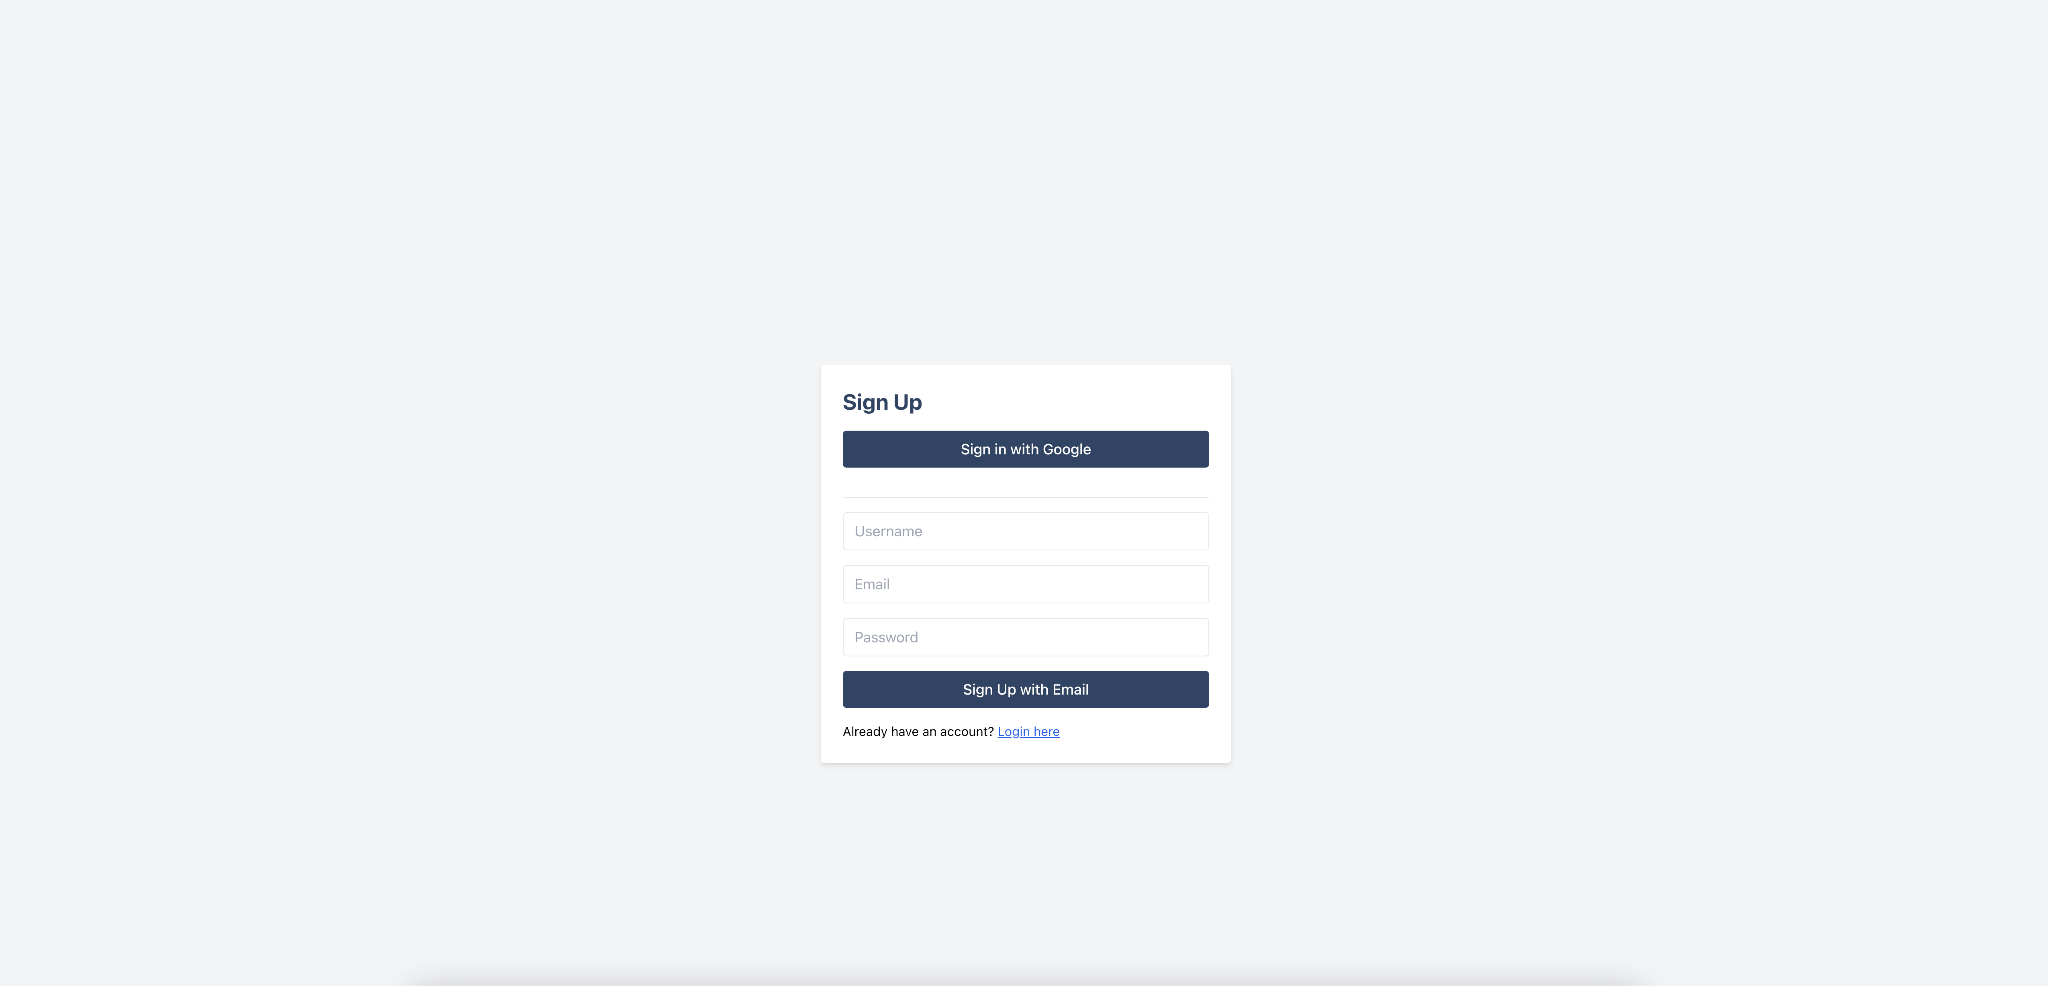 Sign Up
Sign in with Google
Username
Email
Password
Sign Up with Email
Already have an account? Login here